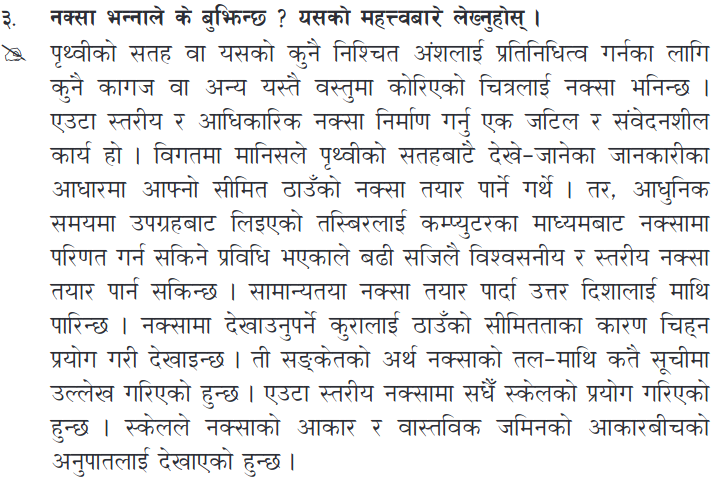 ३. नक्सा भन्नाले के बुझिन्छ ? यसको महत्त्वबारे लेख्नुहोस् ।
पृथ्वीको सतह वा यसको कुनै निश्चित अंशलाई प्रतिनिधित्व गर्नका लागि
कुनै कागज वा अन्य यस्तै वस्तुमा कोरिएको चित्रलाई नक्सा भनिन्छ ।
एउटा स्तरीय र आधिकारिक नक्सा निर्माण गर्नु एक जटिल र संवेदनशील
कार्य हो । विगतमा मानिसले पृथ्वीको सतहबाटै देखे-जानेका जानकारीका
आधारमा आफ्नो सीमित ठाउँको नक्सा तयार पार्ने गर्थे । तर, आधुनिक
समयमा उपग्रहबाट लिइएको तस्बिरलाई कम्प्युटरका माध्यमबाट नक्सामा
परिणत गर्न सकिने प्रविधि भएकाले बढी सजिलै विश्वसनीय र स्तरीय नक्सा
तयार पार्न सकिन्छ । सामान्यतया नक्सा तयार पार्दा उत्तर दिशालाई माथि
पारिन्छ । नक्सामा देखाउनुपर्ने कुरालाई ठाउँको सीमितताका कारण चिह्न
प्रयोग गरी देखाइन्छ । ती सङ्केतको अर्थ नक्साको तल-माथि कतै सूचीमा
उल्लेख गरिएको हुन्छ । एउटा स्तरीय नक्सामा सधैँ स्केलको प्रयोग गरिएको
हुन्छ । स्केलले नक्साको आकार र वास्तविक जमिनको आकारबीचको
अनुपातलाई देखाएको हुन्छ ।